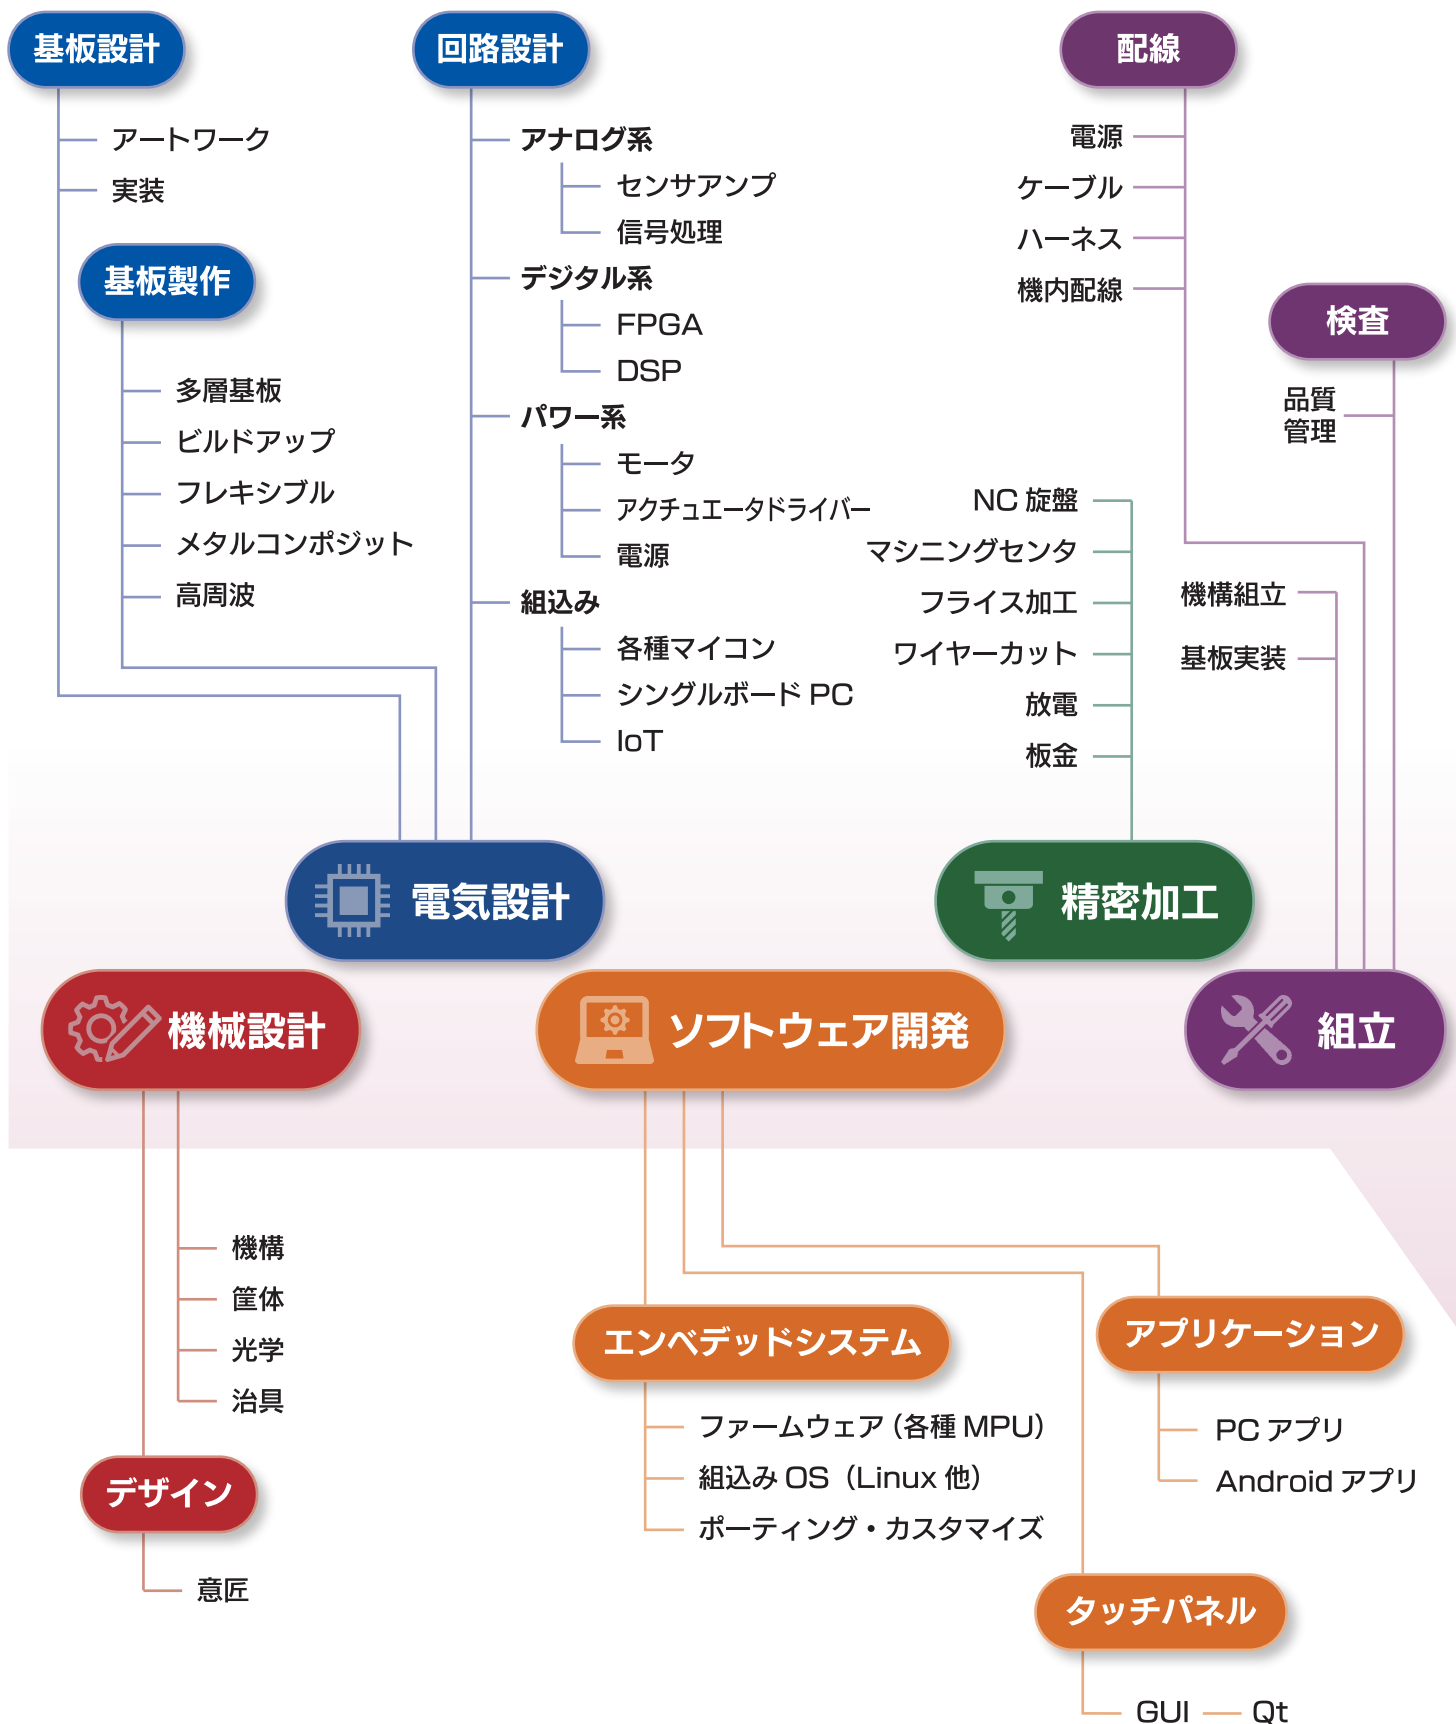 基板設計
アートワーク
実装
基板製作
多層基板
ビルドアップ
フレキシブル
メタルコンポジット
高周波
回路設計
アナログ系
センサアンプ
信号処理
デジタル系
FPGA
DSP
パワー系
モータ
アクチュエータドライバー
電源
組込み
各種マイコン
シングルボード PC
IoT
配線
電源
ケーブル
ハーネス
機内配線
検査
品質
管理
NC 旋盤
マシニングセンタ
フライス加工
ワイヤーカット
放電
板金
機構組立
基板実装
電気設計
精密加工
機械設計
ソフトウェア開発
組立
機構
筐体
光学
治具
デザイン
意匠
エンベデッドシステム
ファームウェア（各種 MPU）
組込み OS（Linux 他）
ポーティング・カスタマイズ
アプリケーション
PC アプリ
Android アプリ
タッチパネル
GUI
Qt